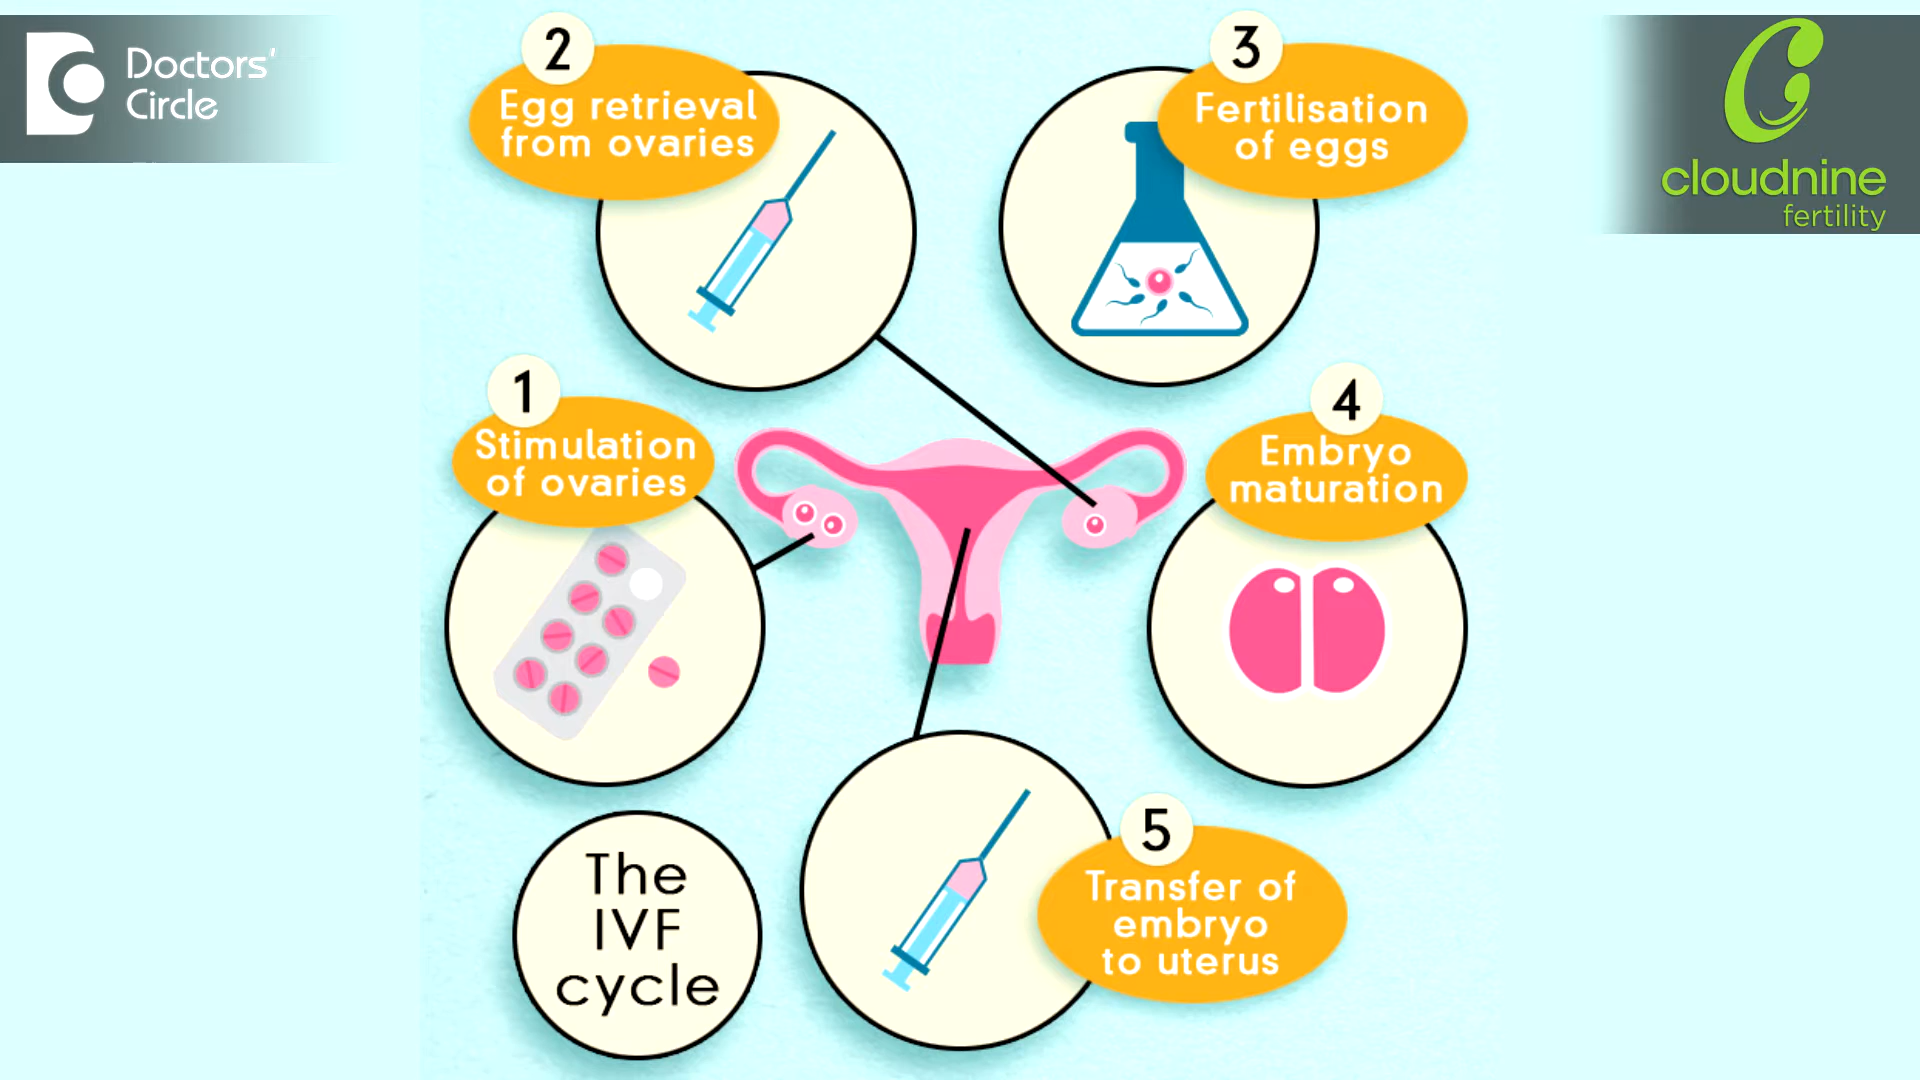 Doctors'
Circle
cloudnine
fertility
1
Stimulation
of ovaries
2
Egg retrieval
from ovaries
3
Fertilisation
of eggs
4
Embryo
maturation
5
Transfer of
embryo
to uterus
The
IVF
cycle